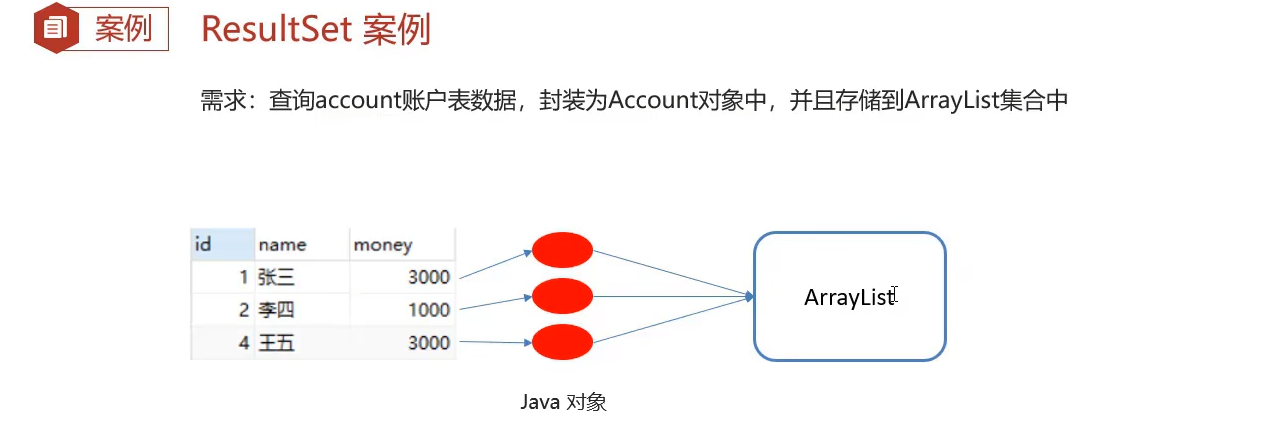 案例 ResultSet 案例
需求：查询account账户表数据，封装为Account对象中，并且存储到ArrayList集合中
id name money
1 张三 3000
2 李四 1000
4 王五 3000
ArrayList
Java 对象